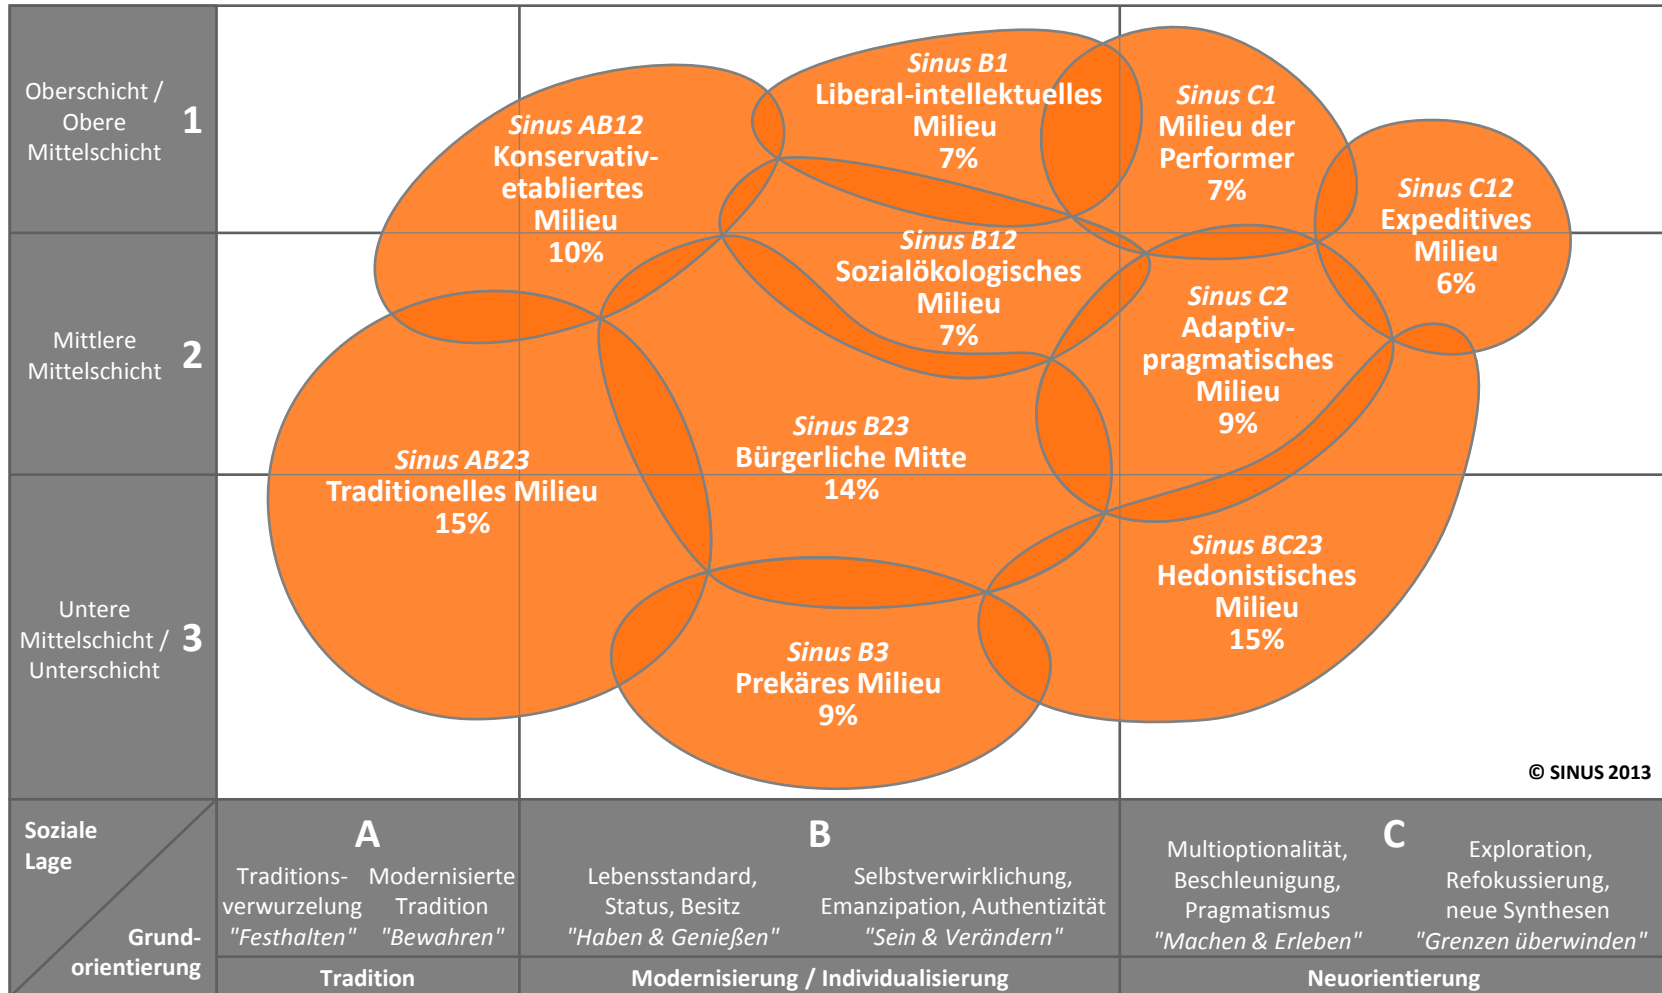 Oberschicht /
Obere
Mittelschicht
1
Mittlere
Mittelschicht
2
Untere
Mittelschicht /
Unterschicht
3
Sinus AB12
Konservativ-
etabliertes
Milieu
10%
Sinus B1
Liberal-intellektuelles
Milieu
7%
Sinus C1
Milieu der
Performer
7%
Sinus C12
Expeditives
Milieu
6%
Sinus B12
Sozialökologisches
Milieu
7%
Sinus C2
Adaptiv-
pragmatisches
Milieu
9%
Sinus AB23
Traditionelles Milieu
15%
Sinus B23
Bürgerliche Mitte
14%
Sinus BC23
Hedonistisches
Milieu
15%
Sinus B3
Prekäres Milieu
9%
© SINUS 2013
Soziale
Lage
Grund-
orientierung
A
Traditions-
verwurzelung
"Festhalten"
Modernisierte
Tradition
"Bewahren"
Tradition
B
Lebensstandard,
Status, Besitz
"Haben & Genießen"
Selbstverwirklichung,
Emanzipation, Authentizität
"Sein & Verändern"
Modernisierung / Individualisierung
C
Multioptionalität,
Beschleunigung,
Pragmatismus
"Machen & Erleben"
Exploration,
Refokussierung,
neue Synthesen
"Grenzen überwinden"
Neuorientierung